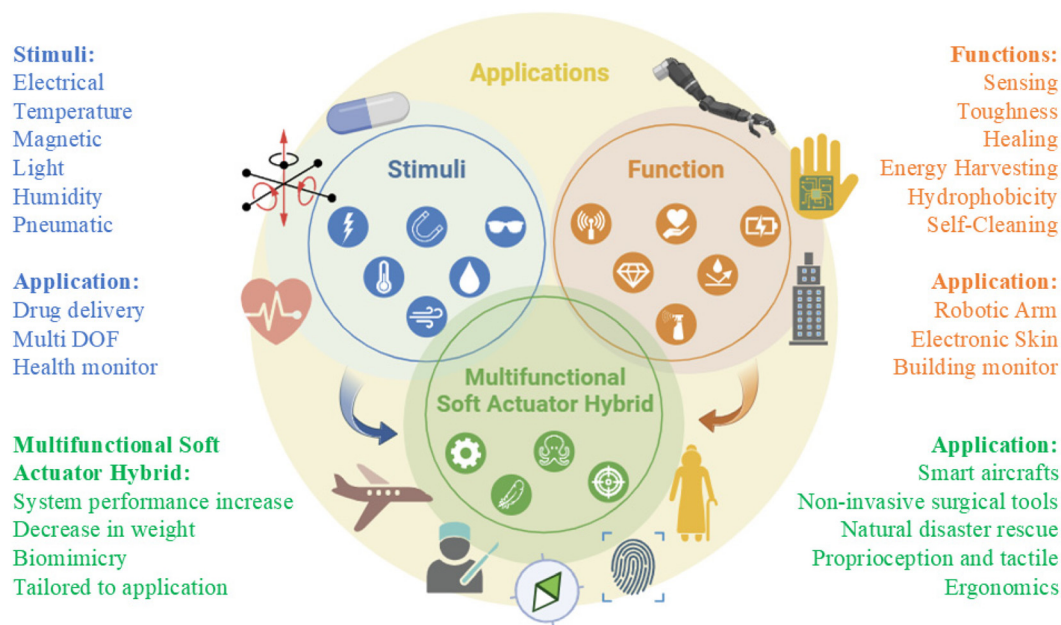 Stimuli:
Electrical
Temperature
Magnetic
Light
Humidity
Pneumatic
Application:
Drug delivery
Multi DOF
Health monitor
Multifunctional Soft
Actuator Hybrid:
System performance increase
Decrease in weight
Biomimicry
Tailored to application
Applications
Stimuli
Function
Multifunctional
Soft Actuator Hybrid
Functions:
Sensing
Toughness
Healing
Energy Harvesting
Hydrophobicity
Self-Cleaning
Application:
Robotic Arm
Electronic Skin
Building monitor
Application:
Smart aircrafts
Non-invasive surgical tools
Natural disaster rescue
Proprioception and tactile
Ergonomics